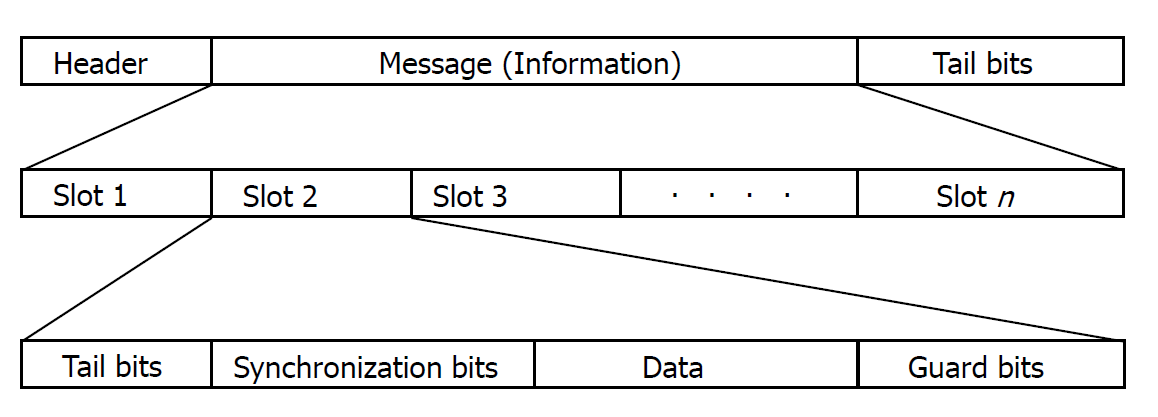 Header Message (Information) Tail bits
Slot 1 Slot 2 Slot 3 . . . . Slot n
Tail bits Synchronization bits Data Guard bits